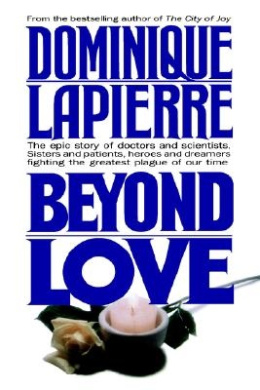 From the bestselling author of The City of Joy
DOMINIQUE
LAPIERRE
The epic story of doctors and scientists.
Sisters and patients, heroes and dreamers
fighting the greatest plague of our time
BEYOND
LOVE